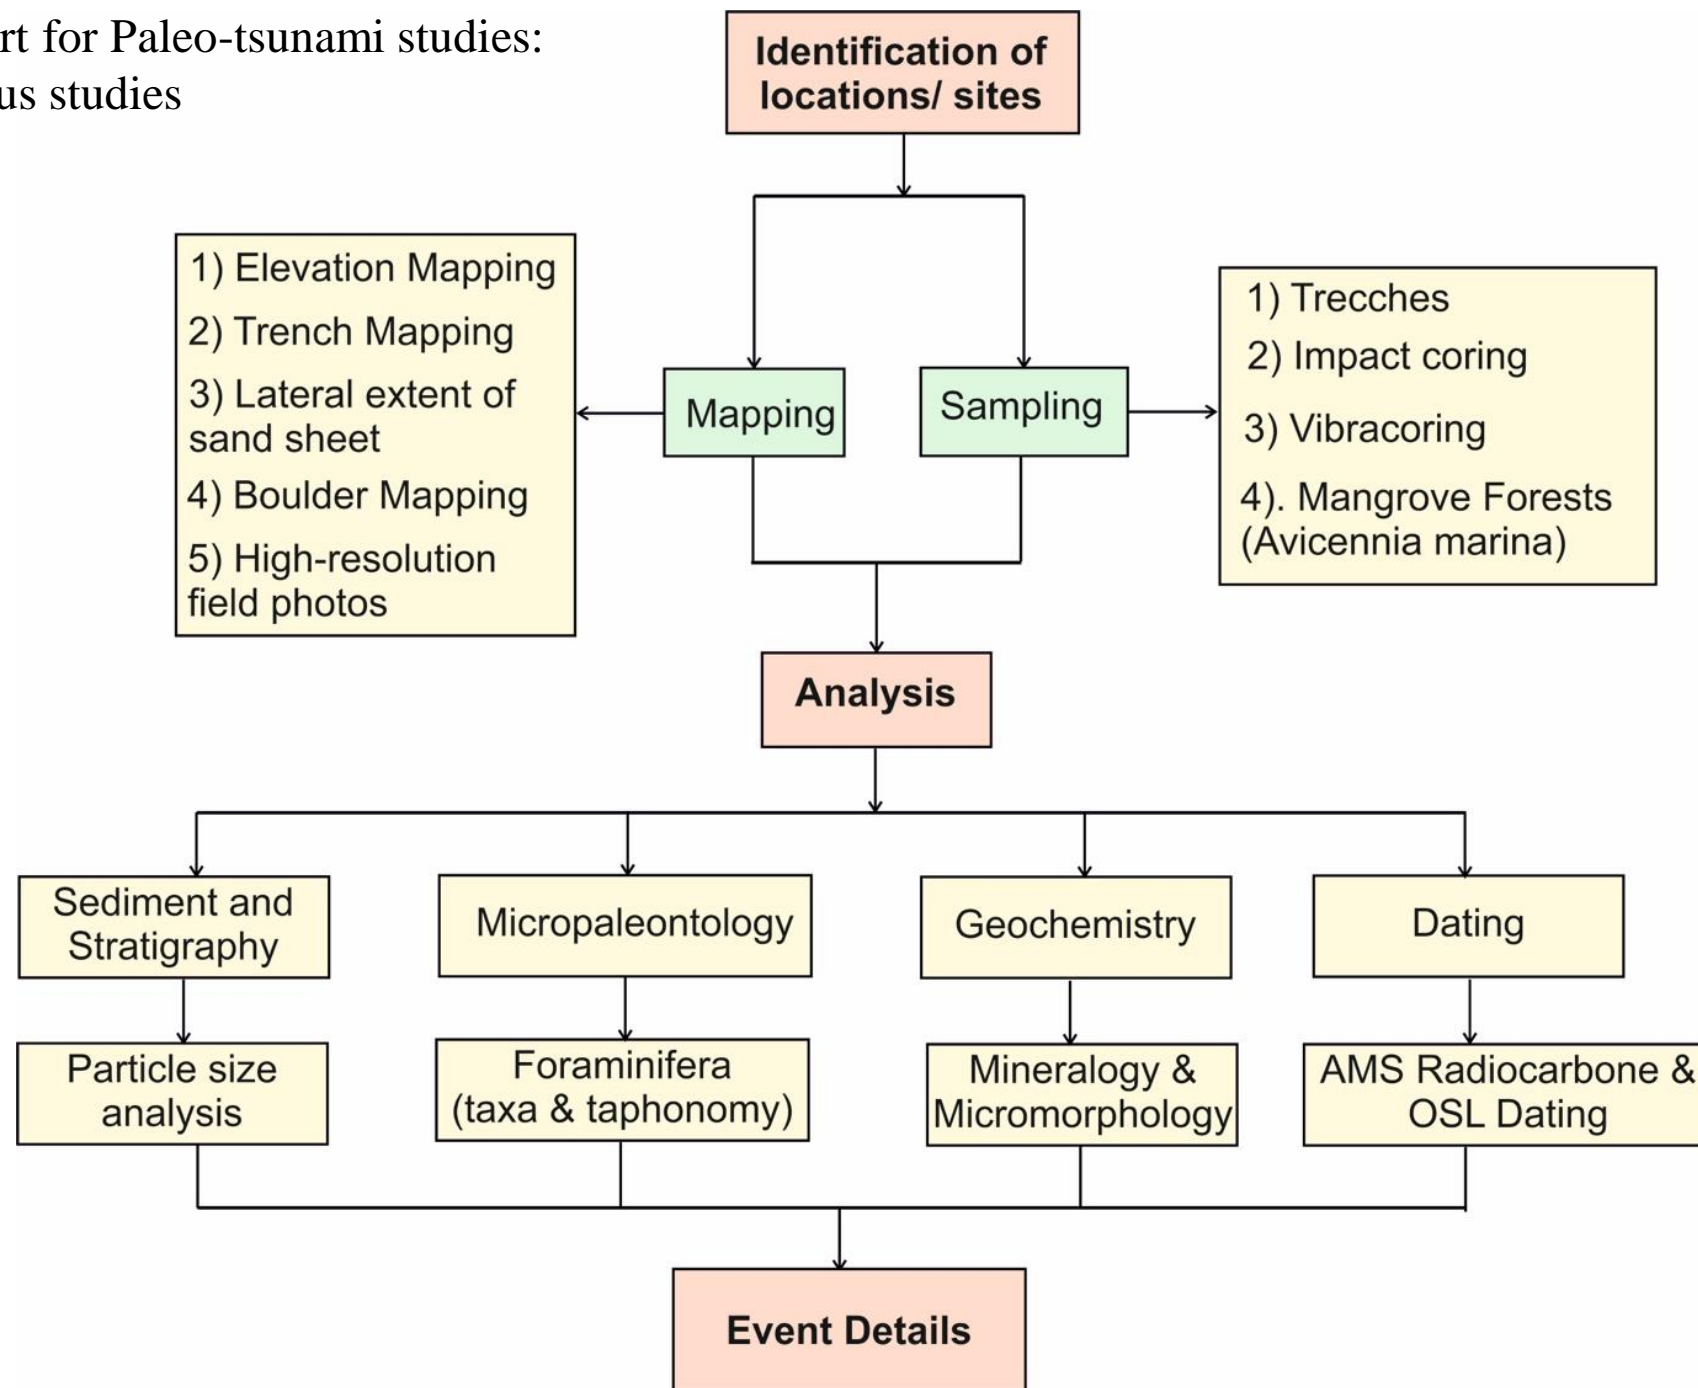 rt for Paleo-tsunami studies:
us studies
Identification of
locations/ sites
1) Elevation Mapping
2) Trench Mapping
3) Lateral extent of
sand sheet
4) Boulder Mapping
5) High-resolution
field photos
Mapping
Sampling
1) Trecches
2) Impact coring
3) Vibracoring
4). Mangrove Forests
(Avicennia marina)
Analysis
Sediment and
Stratigraphy
Micropaleontology
Geochemistry
Dating
Particle size
analysis
Foraminifera
(taxa & taphonomy)
Mineralogy &
Micromorphology
AMS Radiocarbone &
OSL Dating
Event Details